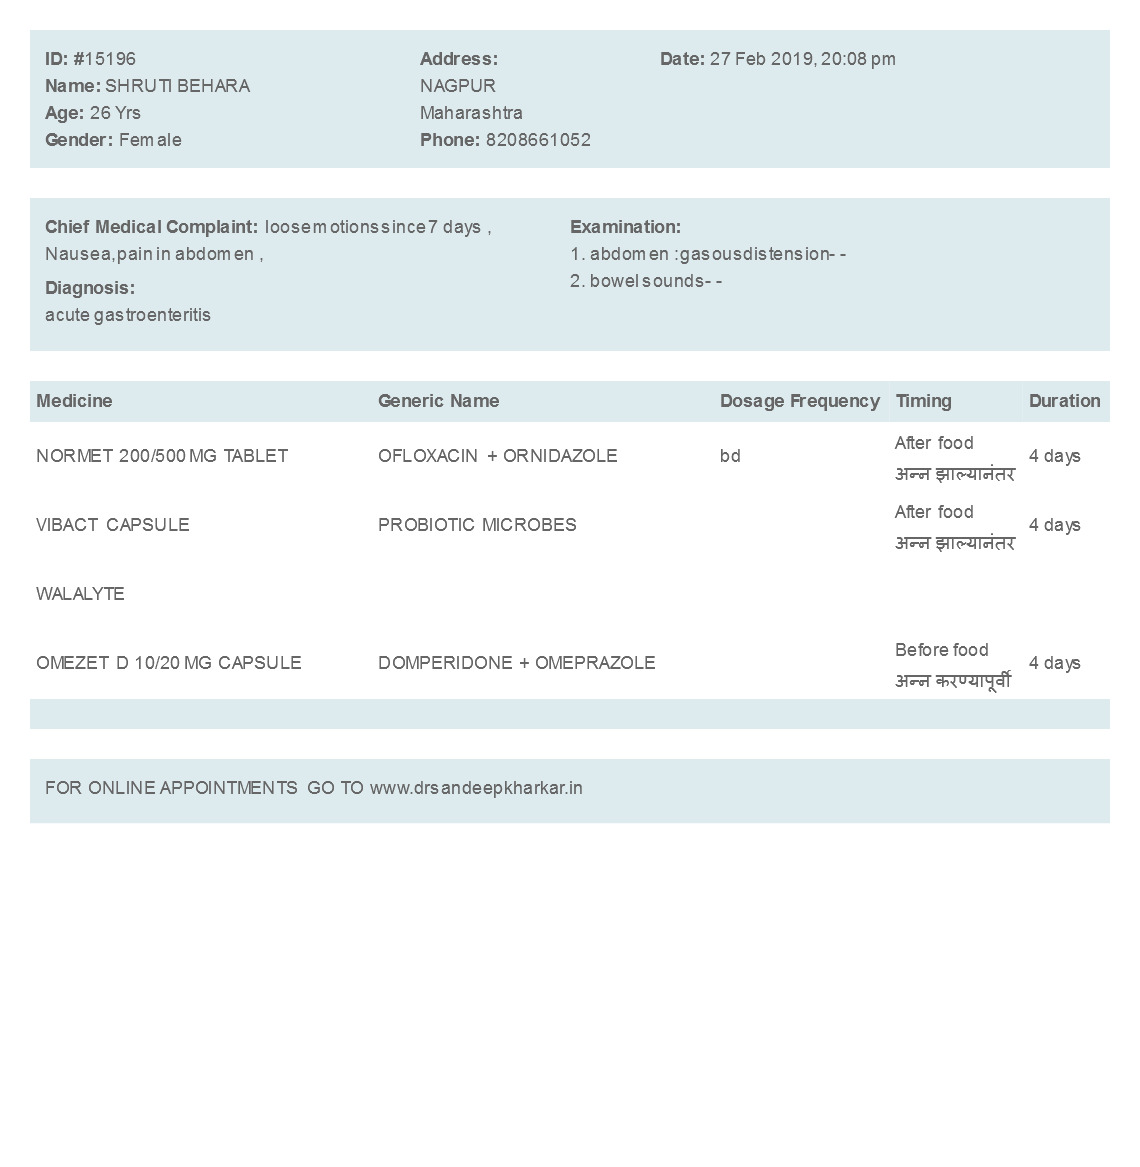 ID: #15196
Name: SHRUTI BEHARA
Age: 26 Yrs
Gender: Female
Address:
NAGPUR
Maharashtra
Phone: 8208661052
Date: 27 Feb 2019, 20:08 pm
Chief Medical Complaint: loose motions since 7 days ,
Nausea,pain in abdomen ,
Diagnosis:
acute gastroenteritis
Examination:
1. abdomen :gasous distension- -
2. bowel sounds- -
Medicine Generic Name Dosage Frequency Timing Duration
NORMET 200/500 MG TABLET OFLOXACIN + ORNIDAZOLE bd After food 4 days
अन्न झाल्यानंतर
VIBACT CAPSULE PROBIOTIC MICROBES After food 4 days
अन्न झाल्यानंतर
WALALYTE
OMEZET D 10/20 MG CAPSULE DOMPERIDONE + OMEPRAZOLE Before food 4 days
अन्न करण्यापूर्वी
FOR ONLINE APPOINTMENTS GO TO www.drsandeepkharkar.in